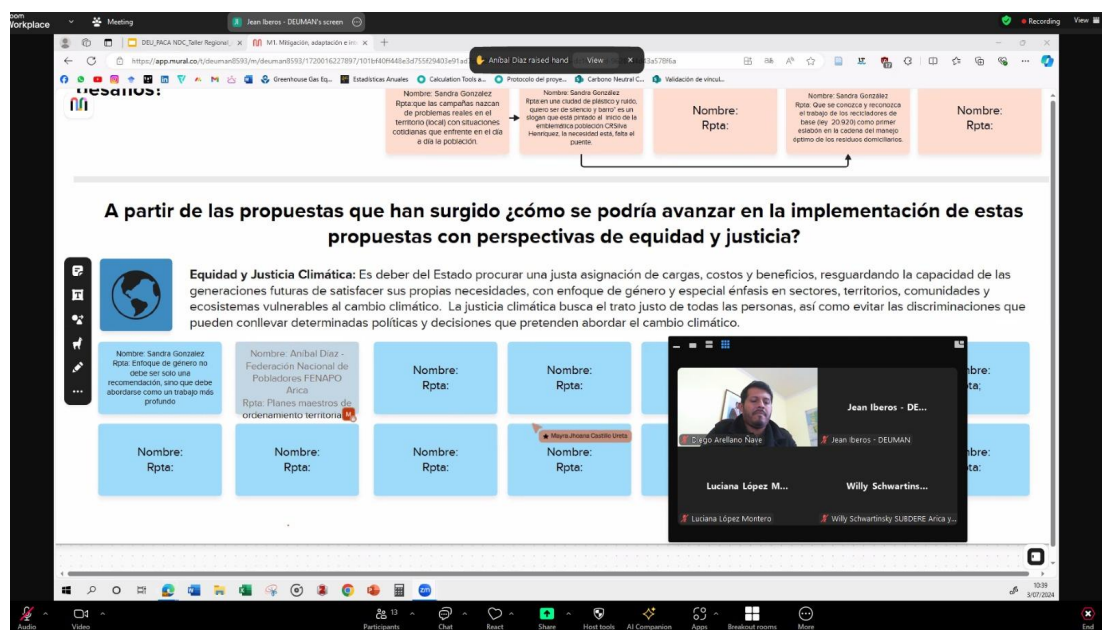 zoom
Workplace
Meeting
Jean Iberos - DEUMAN's screen
Recording
View
DEU_PACA NDC_Taller Regional_
M1. Mitigación, adaptación e im
Aníbal Diaz raised hand
View
Greenhouse Gas Eq...
Estadísticas Anuales
Calculation Tools a...
Protocolo del proye...
Carbono Neutral C...
Validación de vincul...
desafíos?
Nombre: Sandra González
Rpta:que las campañas nazcan
de problemas reales en el
territorio (local) con situaciones
cotidianas que enfrente en el día
a día la población
Nombre: Sandra González
Rpta:en una ciudad de plástico y ruido,
quiero ser de silencio y barro" es un
slogan que está pintado al inicio de la
emblemática población CRSilva
Henriquez, la necesidad está, falta el
puente.
Nombre:
Rpta:
Nombre: Sandra González
Rpta: Que se conozca y reconozca
el trabajo de los recicladores de
base (ley 20.920) como primer
eslabón en la cadena del manejo
óptimo de los residuos domiciliarios.
Nombre:
Rpta:
A partir de las propuestas que han surgido ¿cómo se podría avanzar en la implementación de estas
propuestas con perspectivas de equidad y justicia?
Equidad y Justicia Climática: Es deber del Estado procurar una justa asignación de cargas, costos y beneficios, resguardando la capacidad de las
generaciones futuras de satisfacer sus propias necesidades, con enfoque de género y especial énfasis en sectores, territorios, comunidades y
ecosistemas vulnerables al cambio climático. La justicia climática busca el trato justo de todas las personas, así como evitar las discriminaciones que
pueden conllevar determinadas políticas y decisiones que pretenden abordar el cambio climático.
Nombre: Sandra González
Rpta: Enfoque de género no
debe ser solo una
recomendación, sino que debe
abordarse como un trabajo más
profundo
Nombre: Aníbal Díaz -
Federación Nacional de
Pobladores FENAPO
Arica
Rpta: Planes maestros de
ordenamiento territorial
Nombre:
Rpta:
Nombre:
Rpta:
mbre:
ta;
Nombre:
Rpta:
Nombre:
Rpta:
Nombre:
Rpta:
Mayra Jhoana Castillo Ureta
Nombre:
Rpta:
mbre:
ta:
Diego Arellano Ñave
Jean Iberos - DE...
Jean Iberos - DEUMAN
Luciana López M...
Luciana López Montero
Willy Schwartins...
Willy Schwartinsky SUBDERE Arica y...
10:39
3/07/2024
Audio
Video
13
Participants
Chat
React
Share
Host tools
AI Companion
Apps
Breakout rooms
More
End